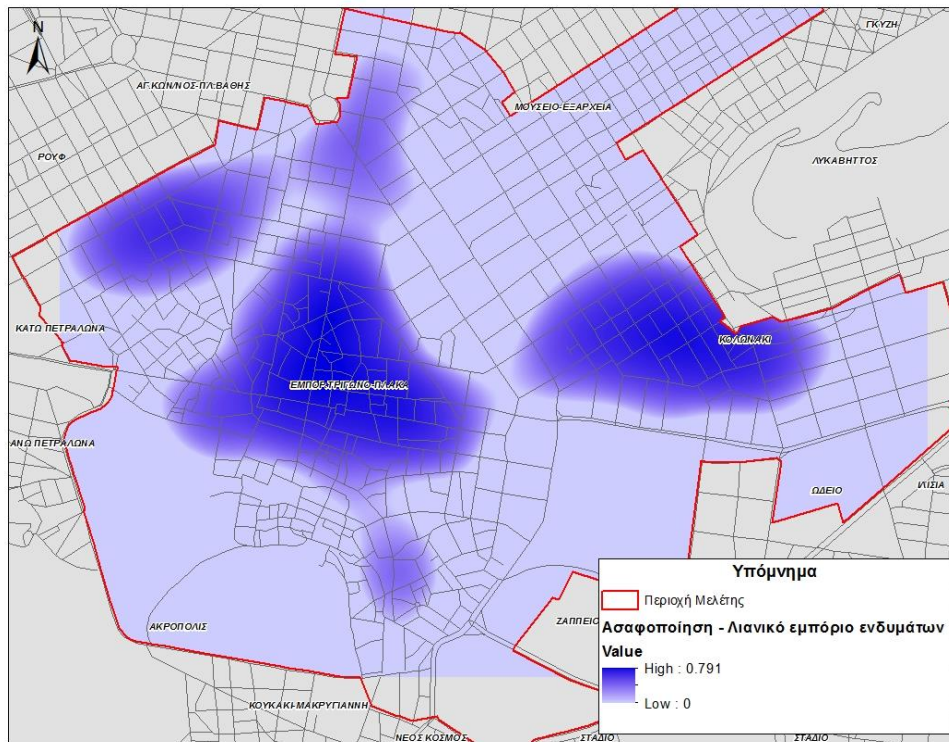 N
ΓΚΥΖΗ
ΑΓ.ΚΩΝ/ΝΟΣ-ΠΛ.ΒΑΘΗΣ
ΜΟΥΣΕΙΟ-ΕΞΑΡΧΕΙΑ
ΡΟΥΦ
ΛΥΚΑΒΗΤΤΟΣ
ΚΑΤΩ ΠΕΤΡΑΛΩΝΑ
ΚΟΛΩΝΑΚΙ
ΕΜΠΟΡ.ΤΡΙΓΩΝΟ-ΠΛΑΚΑ
ΑΝΩ ΠΕΤΡΑΛΩΝΑ
ΩΔΕΙΟ
ΙΛΙΣΙΑ
Υπόμνημα
Περιοχή Μελέτης
ΖΑΠΠΕΙΟ
Ασαφοποίηση - Λιανικό εμπόριο ενδυμάτων
ΑΚΡΟΠΟΛΙΣ
Value
High : 0.791
Low : 0
ΚΟΥΚΑΚΙ-ΜΑΚΡΥΓΙΑΝΝΗ
ΝΕΟΣ ΚΟΣΜΟΣ
ΣΤΑΔΙΟ
ΣΤΑΔΙΟ